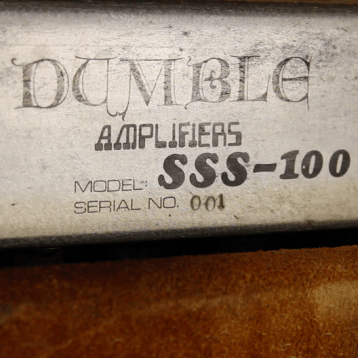 DUMBLE
AMPLIFIERS
MODEL: SSS-100
SERIAL NO. 001